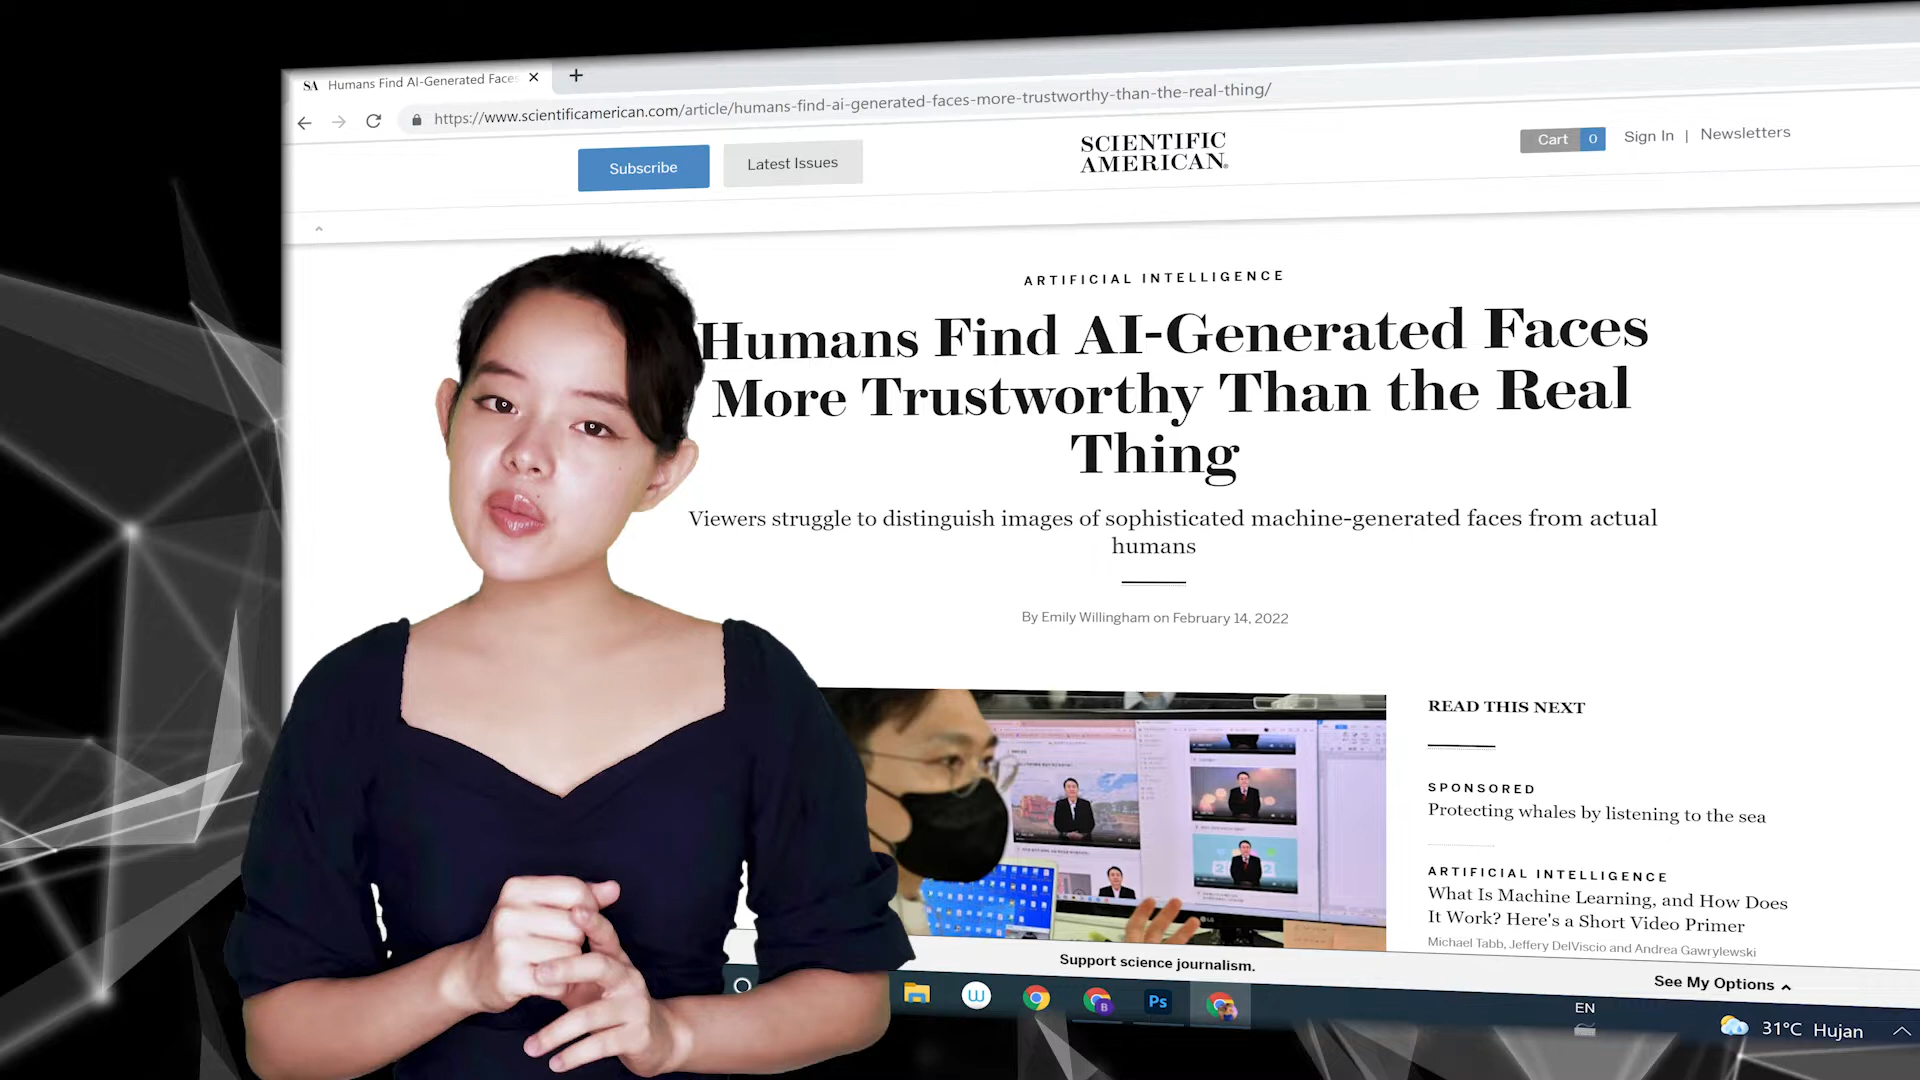 SA Humans Find AI-Generated Faces
https://www.scientificamerican.com/article/humans-find-ai-generated-faces-more-trustworthy-than-the-real-thing/
Subscribe
Latest Issues
SCIENTIFIC
AMERICAN
Cart 0
Sign In | Newsletters
ARTIFICIAL INTELLIGENCE
Humans Find AI-Generated Faces
More Trustworthy Than the Real
Thing
Viewers struggle to distinguish images of sophisticated machine-generated faces from actual
humans
By Emily Willingham on February 14, 2022
READ THIS NEXT
SPONSORED
Protecting whales by listening to the sea
ARTIFICIAL INTELLIGENCE
What Is Machine Learning, and How Does
It Work? Here's a Short Video Primer
Michael Tabb, Jeffery DelViscio and Andrea Gawrylewski
LG
Support science journalism.
See My Options
Ps
EN
31°C Hujan